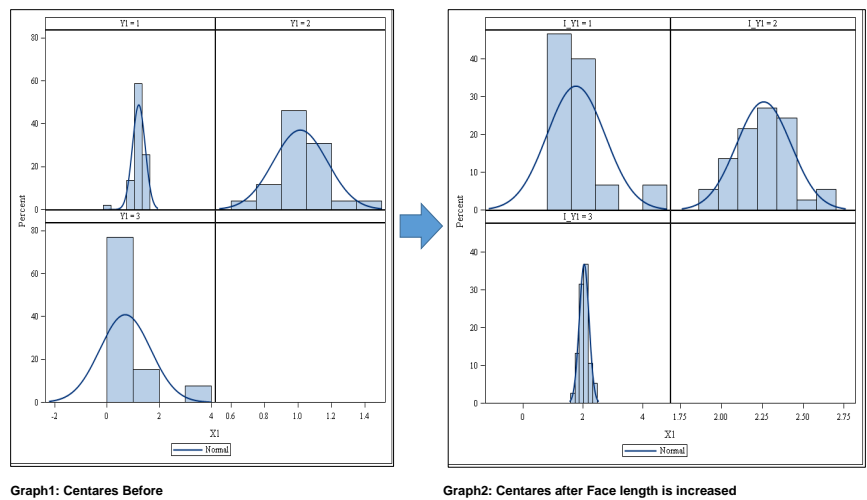 Y1 = 1
Y1 = 2
80
60
40
20
0
Percent
Y1 = 3
80
60
40
20
0
-2 0 2 4 0.6 0.8 1.0 1.2 1.4
X1
Normal
I_Y1 = 1
I_Y1 = 2
40
30
20
10
0
Percent
I_Y1 = 3
40
30
20
10
0
0 2 4 1.75 2.00 2.25 2.50 2.75
X1
Normal
Graph1: Centares Before
Graph2: Centares after Face length is increased